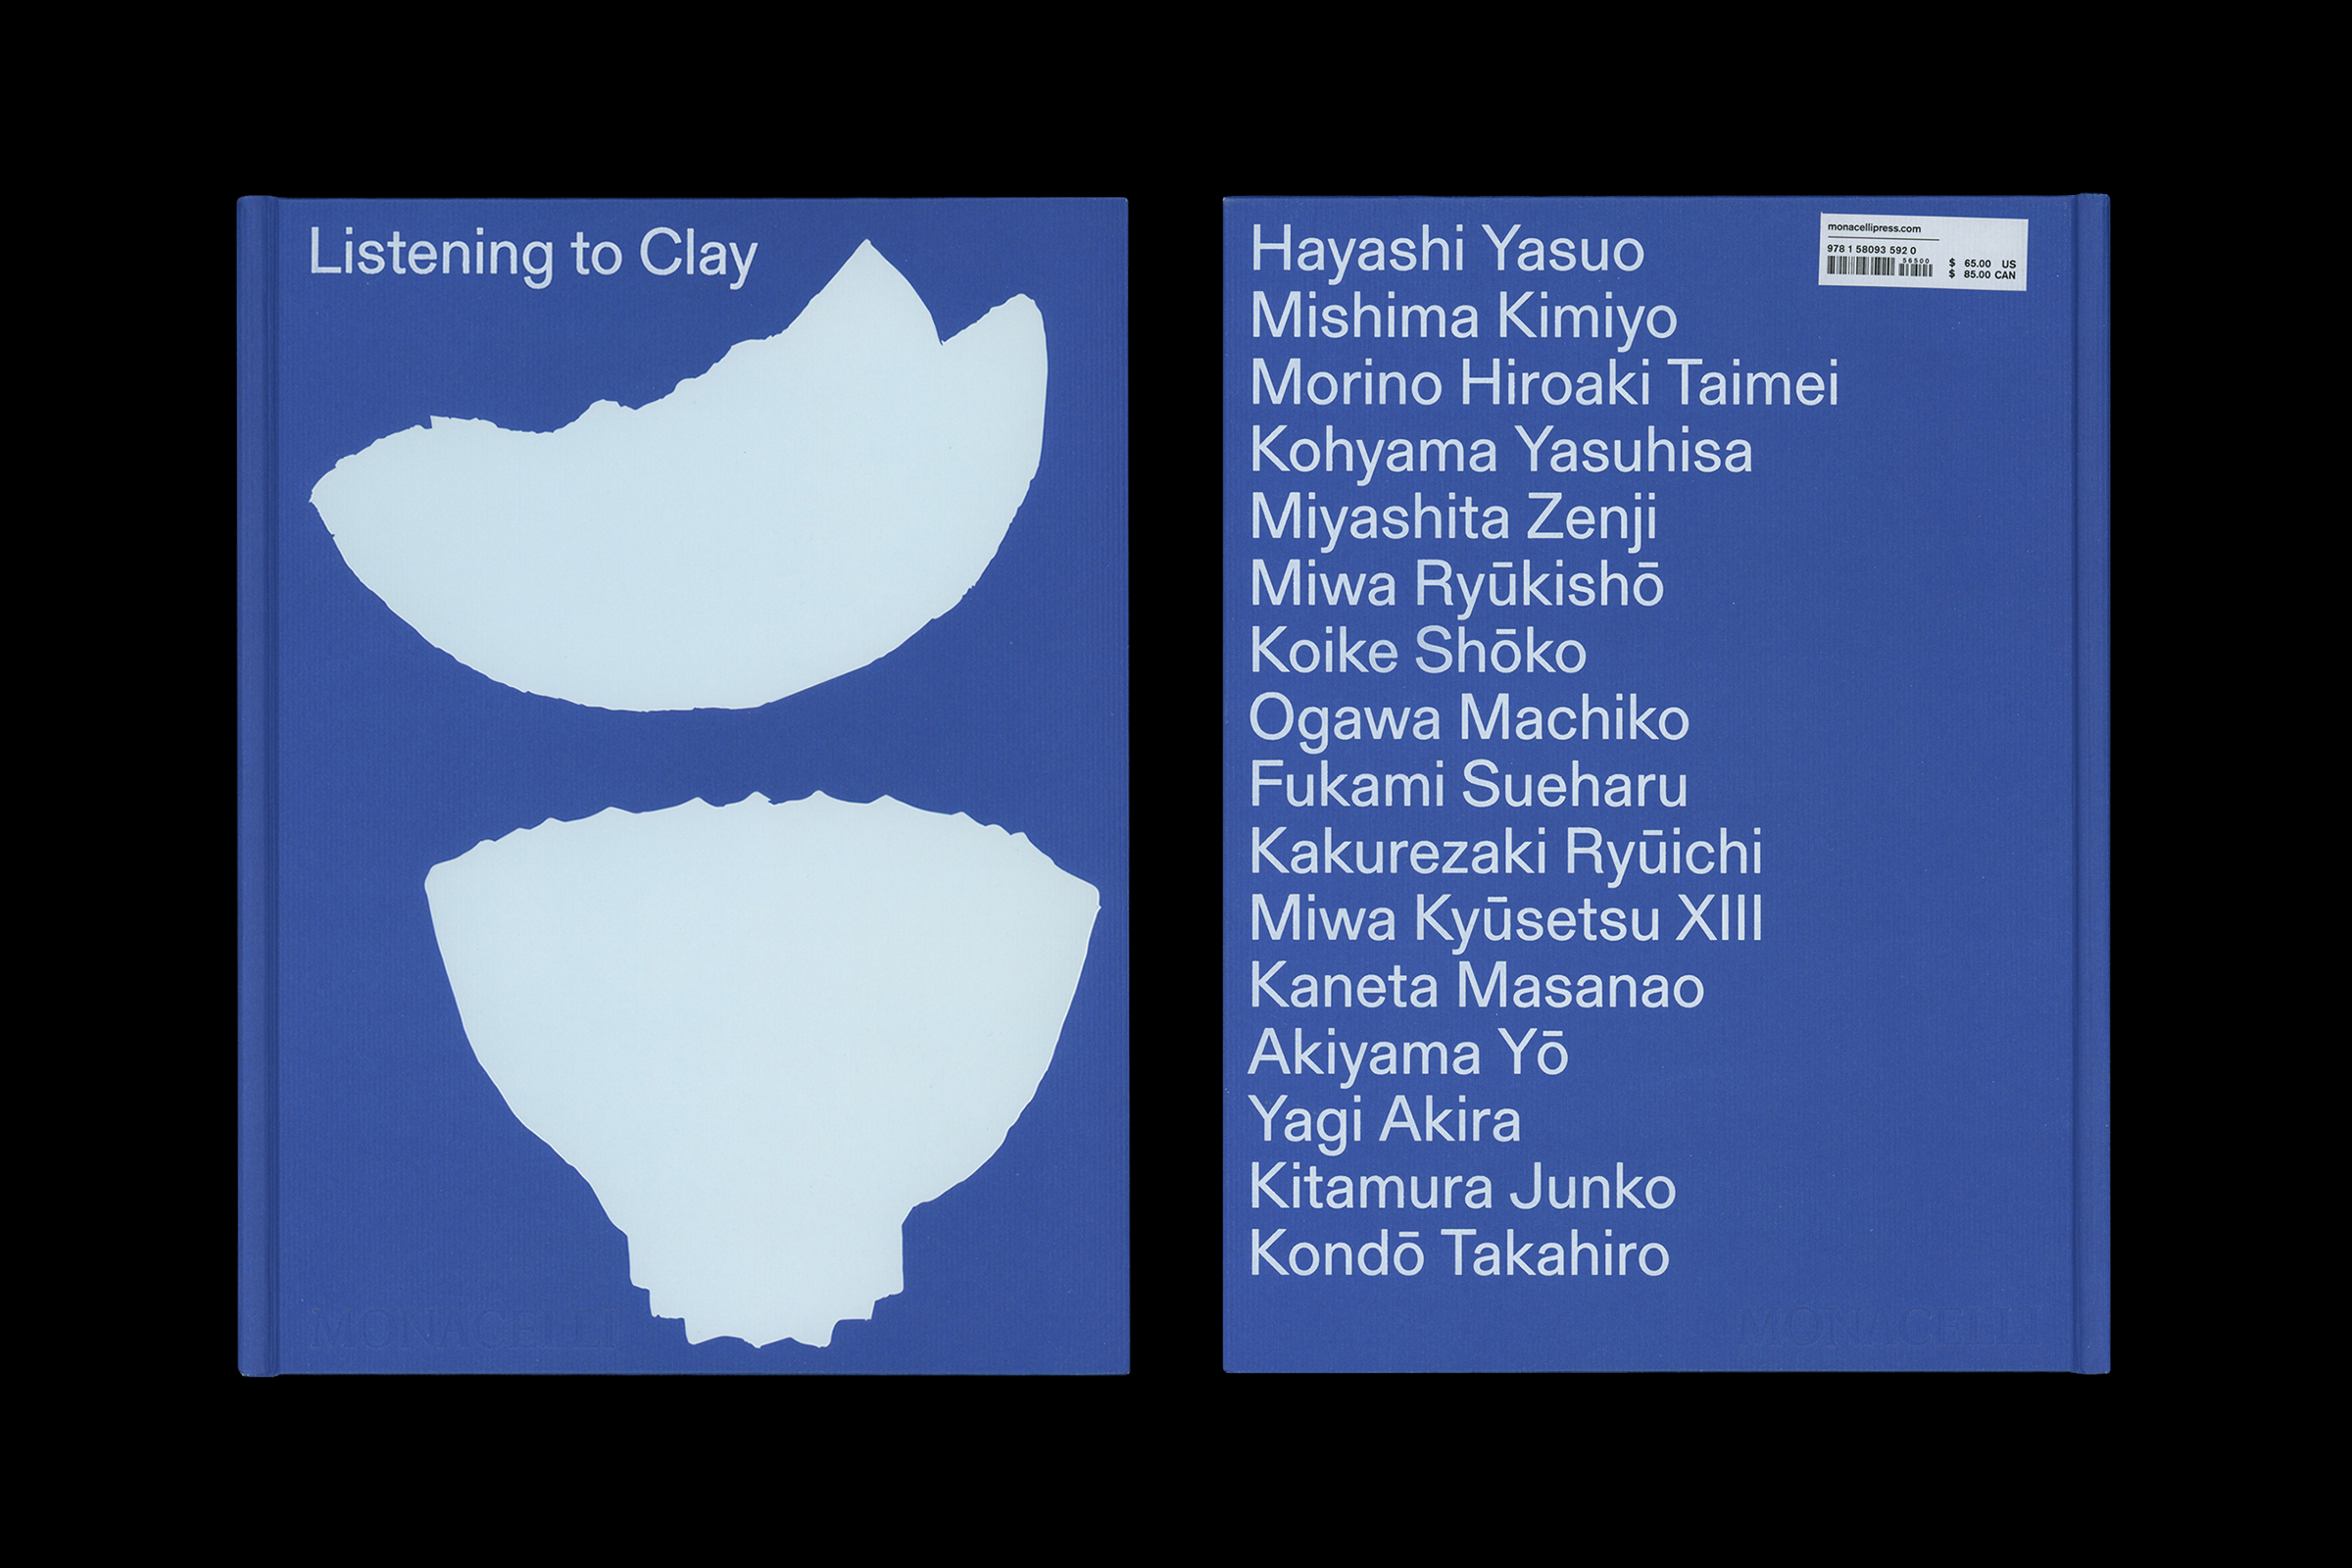 Listening to Clay
MONACELLI
Hayashi Yasuo
Mishima Kimiyo
Morino Hiroaki Taimei
Kohyama Yasuhisa
Miyashita Zenji
Miwa Ryūkishō
Koike Shōko
Ogawa Machiko
Fukami Sueharu
Kakurezaki Ryūichi
Miwa Kyūsetsu XIII
Kaneta Masanao
Akiyama Yō
Yagi Akira
Kitamura Junko
Kondō Takahiro
monacellipress.com
978 1 58093 592 0
56500
$ 65.00 US
$ 85.00 CAN
MONACELLI